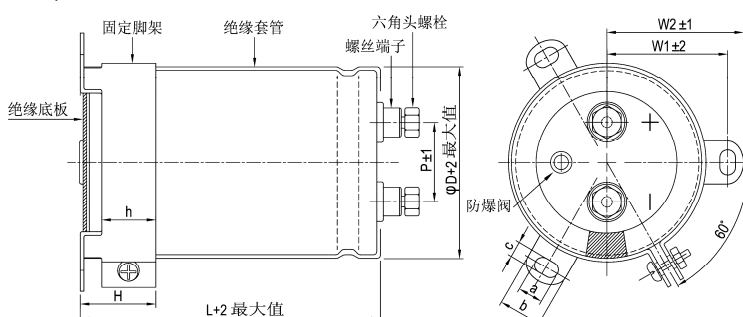 固定脚架
绝缘套管
六角头螺栓
螺丝端子
绝缘底板
h
H
L+2 最大值
P±1
φD+2 最大值
W2 ±1
W1 ±2
+
−
防爆阀
60°
c
a
b